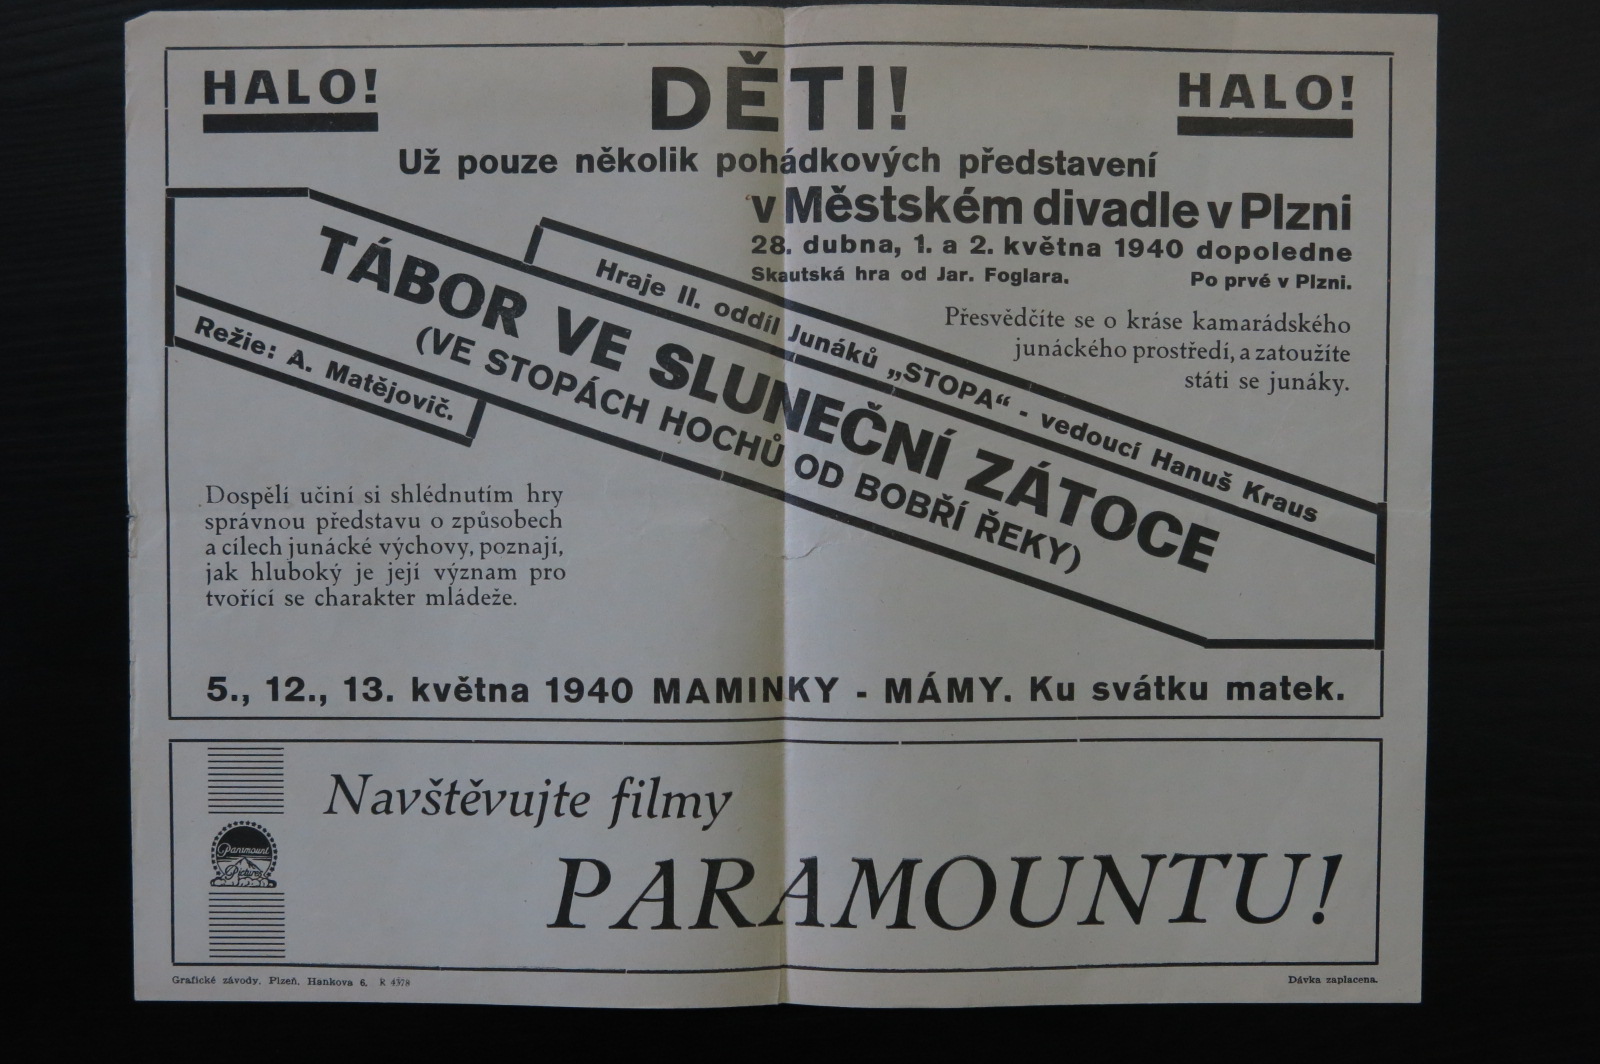 HALO!
DĚTI!
HALO!
Už pouze několik pohádkových představení
v Městském divadle v Plzni
28. dubna, 1. a 2. května 1940 dopoledne
Skautská hra od Jar. Foglara. Po prvé v Plzni.
Přesvědčíte se o kráse kamarádského
junáckého prostředí, a zatoužíte
státi se junáky.
Hraje II. oddíl Junáků „STOPA“ - vedoucí Hanuš Kraus
TÁBOR VE SLUNEČNÍ ZÁTOCE
(VE STOPÁCH HOCHŮ OD BOBŘÍ ŘEKY)
Režie: A. Matějovič.
Dospělí učiní si shlédnutím hry
správnou představu o způsobech
a cílech junácké výchovy, poznají,
jak hluboký je její význam pro
tvořící se charakter mládeže.
5., 12., 13. května 1940 MAMINKY - MÁMY. Ku svátku matek.
Navštěvujte filmy
PARAMOUNTU!
Paramount
Pictures
Grafické závody. Plzeň. Hankova 6. R 4378
Dávka zaplacena.